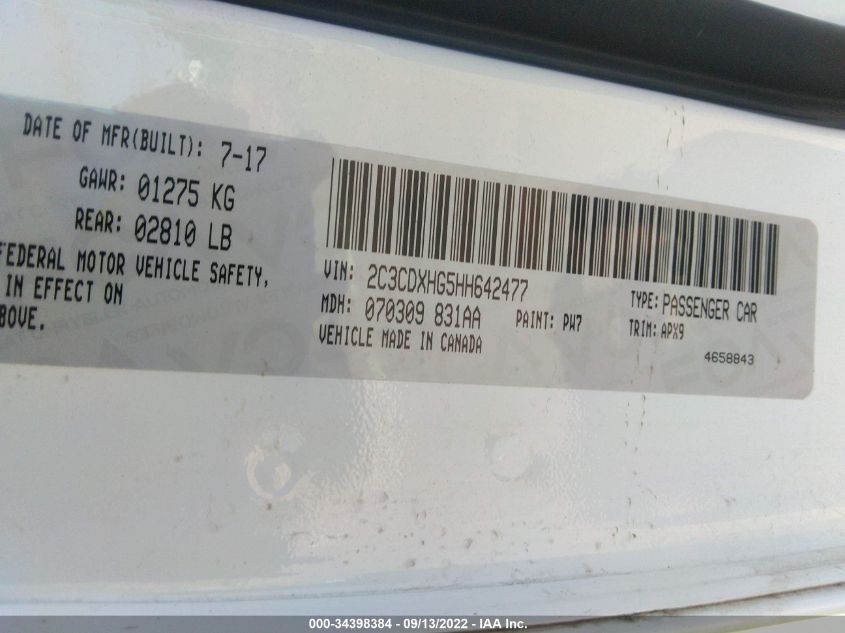 DATE OF MFR(BUILT): 7-17
GAWR: 01275 KG
REAR: 02810 LB
FEDERAL MOTOR VEHICLE SAFETY,
IN EFFECT ON
BOVE.
VIN: 2C3CDXHG5HH642477
MDH: 070309 831AA
PAINT: PW7
VEHICLE MADE IN CANADA
TYPE: PASSENGER CAR
TRIM: APX9
4658843
000-34398384 - 09/13/2022 - IAA Inc.